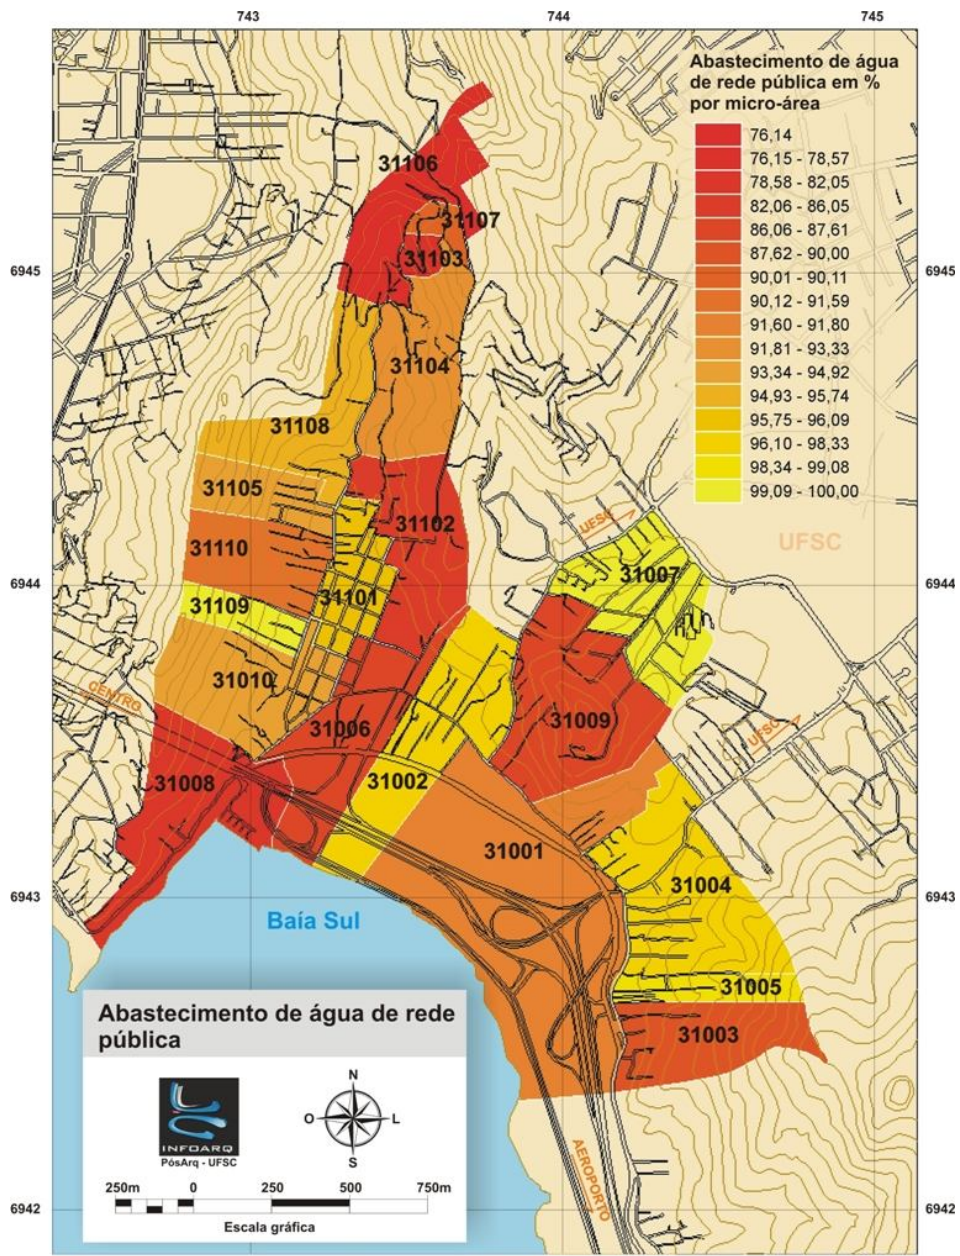 743
744
745
Abastecimento de água
de rede pública em %
por micro-área
76,14
76,15 - 78,57
78,58 - 82,05
82,06 - 86,05
86,06 - 87,61
87,62 - 90,00
90,01 - 90,11
90,12 - 91,59
91,60 - 91,80
91,81 - 93,33
93,34 - 94,92
94,93 - 95,74
95,75 - 96,09
96,10 - 98,33
98,34 - 99,08
99,09 - 100,00
31106
31107
31103
6945
6945
31104
31108
31105
31102
31110
UFSC
UFSC
31007
6944
6944
31109
31101
31010
CENTRO
31006
31009
UFSC
31008
31002
31001
31004
6943
6943
Baía Sul
31005
31003
Abastecimento de água de rede
pública
INFOARQ
PósArq - UFSC
N
O
L
S
AEROPORTO
250m
0
250
500
750m
Escala gráfica
6942
6942